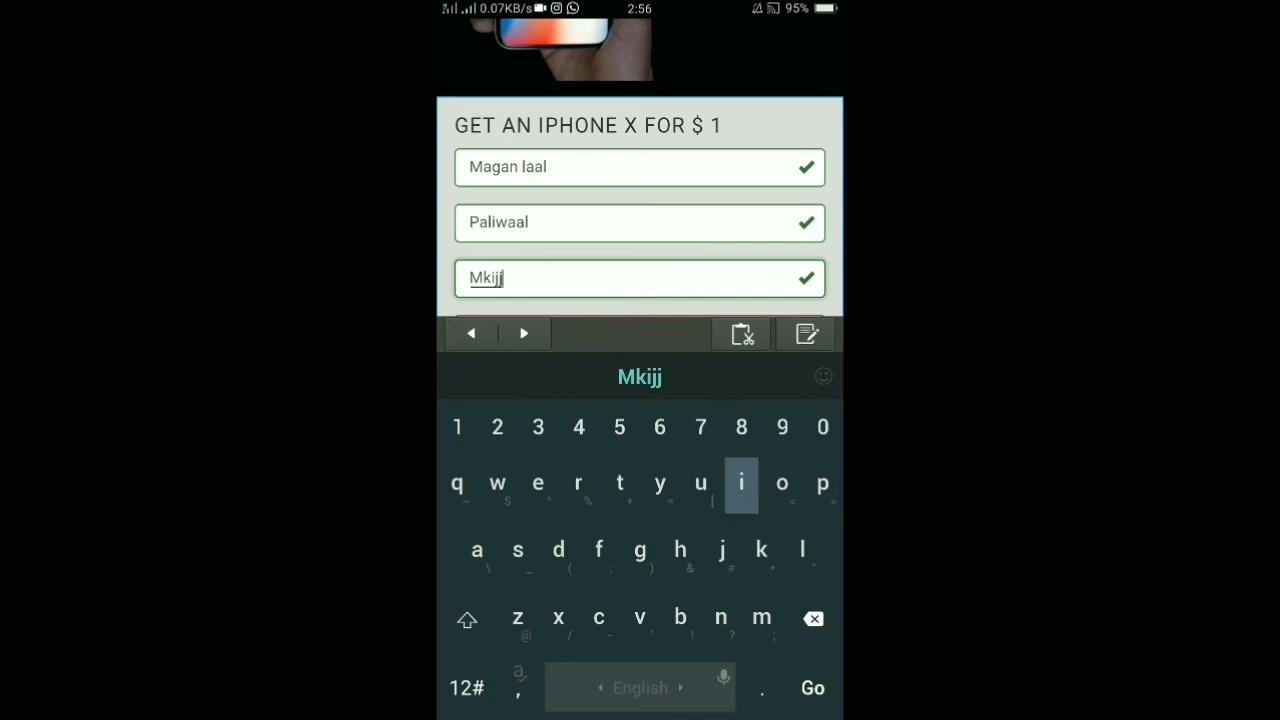 0.07KB/s 2:56 95%
GET AN IPHONE X FOR $ 1
Magan laal
Paliwaal
Mkijj
Mkijj
1 2 3 4 5 6 7 8 9 0
q w e r t y u i o p
~ $ ^ % + = [ < >
a s d f g h j k l
\ _ ( : ) & # * "
z x c v b n m
@ / - ' ! ? ;
12# , English . Go